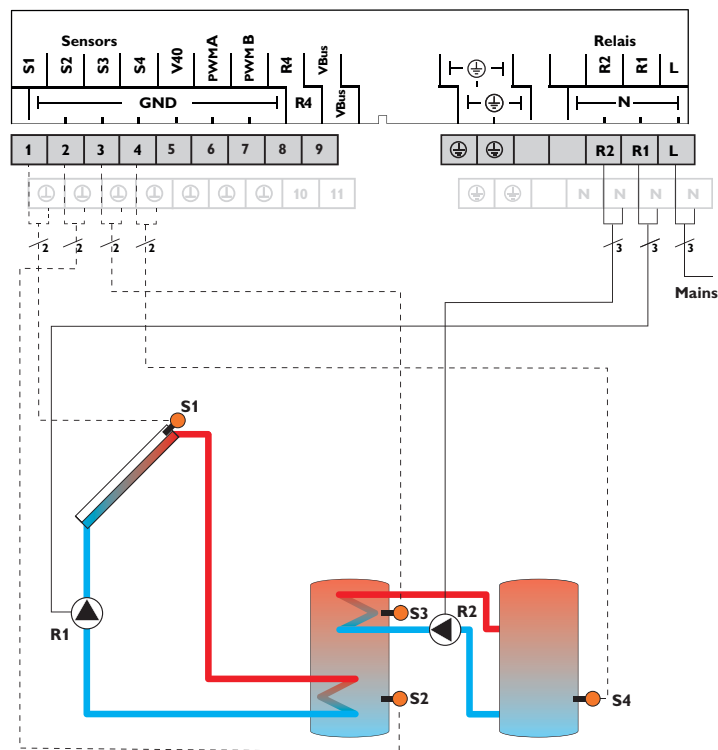 Sensors
Relais
S1
S2
S3
S4
V40
PWM A
PWM B
R4
VBus
R2
R1
L
GND
R4
VBus
N
1
2
3
4
5
6
7
8
9
R2
R1
L
10
11
N
N
N
2
2
2
2
3
3
3
Mains
S1
S3
R2
R1
S2
S4